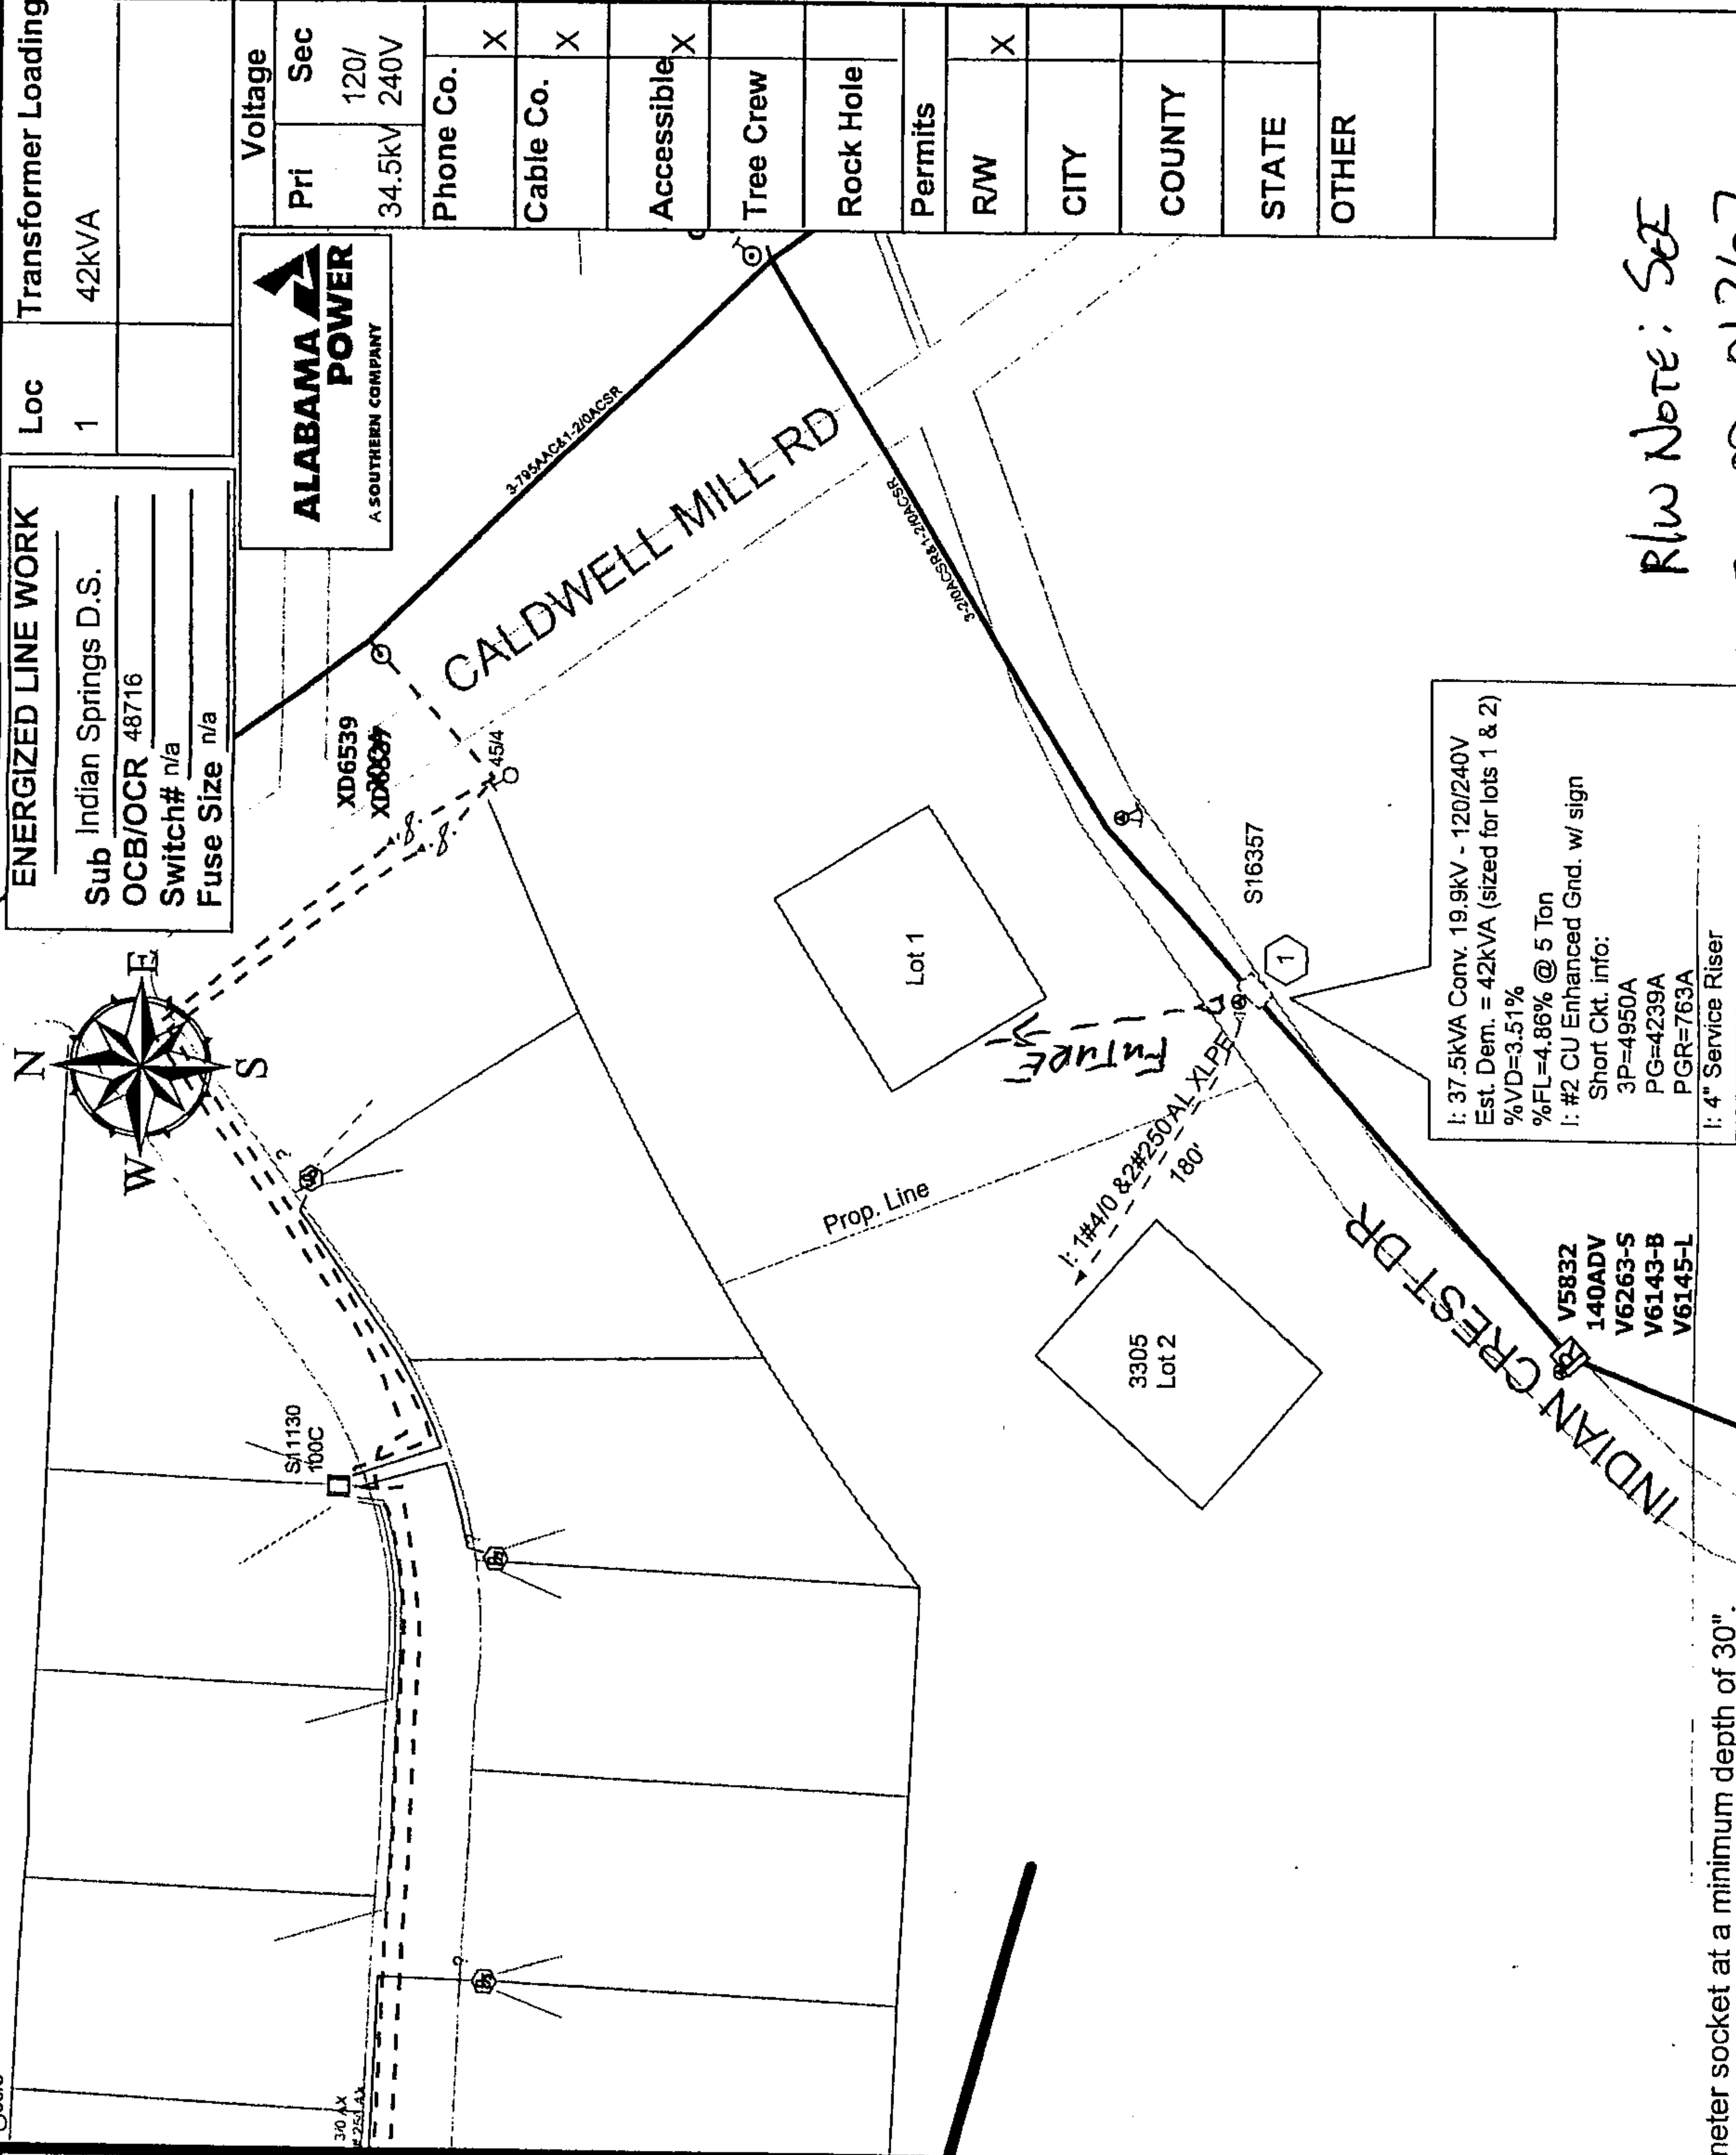 ENERGIZED LINE WORK
Sub Indian Springs D.S.
OCB/OCR 48716
Switch# n/a
Fuse Size n/a
Loc Transformer Loading
1 42kVA
Voltage
Pri Sec
34.5kV 120/
240V
Phone Co. X
Cable Co. X
Accessible X
Tree Crew
Rock Hole
Permits
R/W X
CITY
COUNTY
STATE
OTHER
ALABAMA
POWER
A SOUTHERN COMPANY
N
E
S
W
XD6539
45/4
3-795AAC&1-2/0ACSR
CALDWELL MILL RD
3-2/0ACSR&1-2/0ACSR
S11130
100C
3/0 AX
Lot 1
FUTURE
Prop. Line
I: 1#4/0 &2#250 AL XLPE
180'
3305
Lot 2
S16357
1
INDIAN CREST DR
R
V5832
140ADV
V6263-S
V6143-B
V6145-L
I: 37.5kVA Conv. 19.9kV - 120/240V
Est. Dem. = 42kVA (sized for lots 1 & 2)
%VD=3.51%
%FL=4.86% @ 5 Ton
I: #2 CU Enhanced Gnd. w/ sign
Short Ckt. Info:
3P=4950A
PG=4239A
PGR=763A
I: 4" Service Riser
R/W NOTE: SEE
meter socket at a minimum depth of 30".